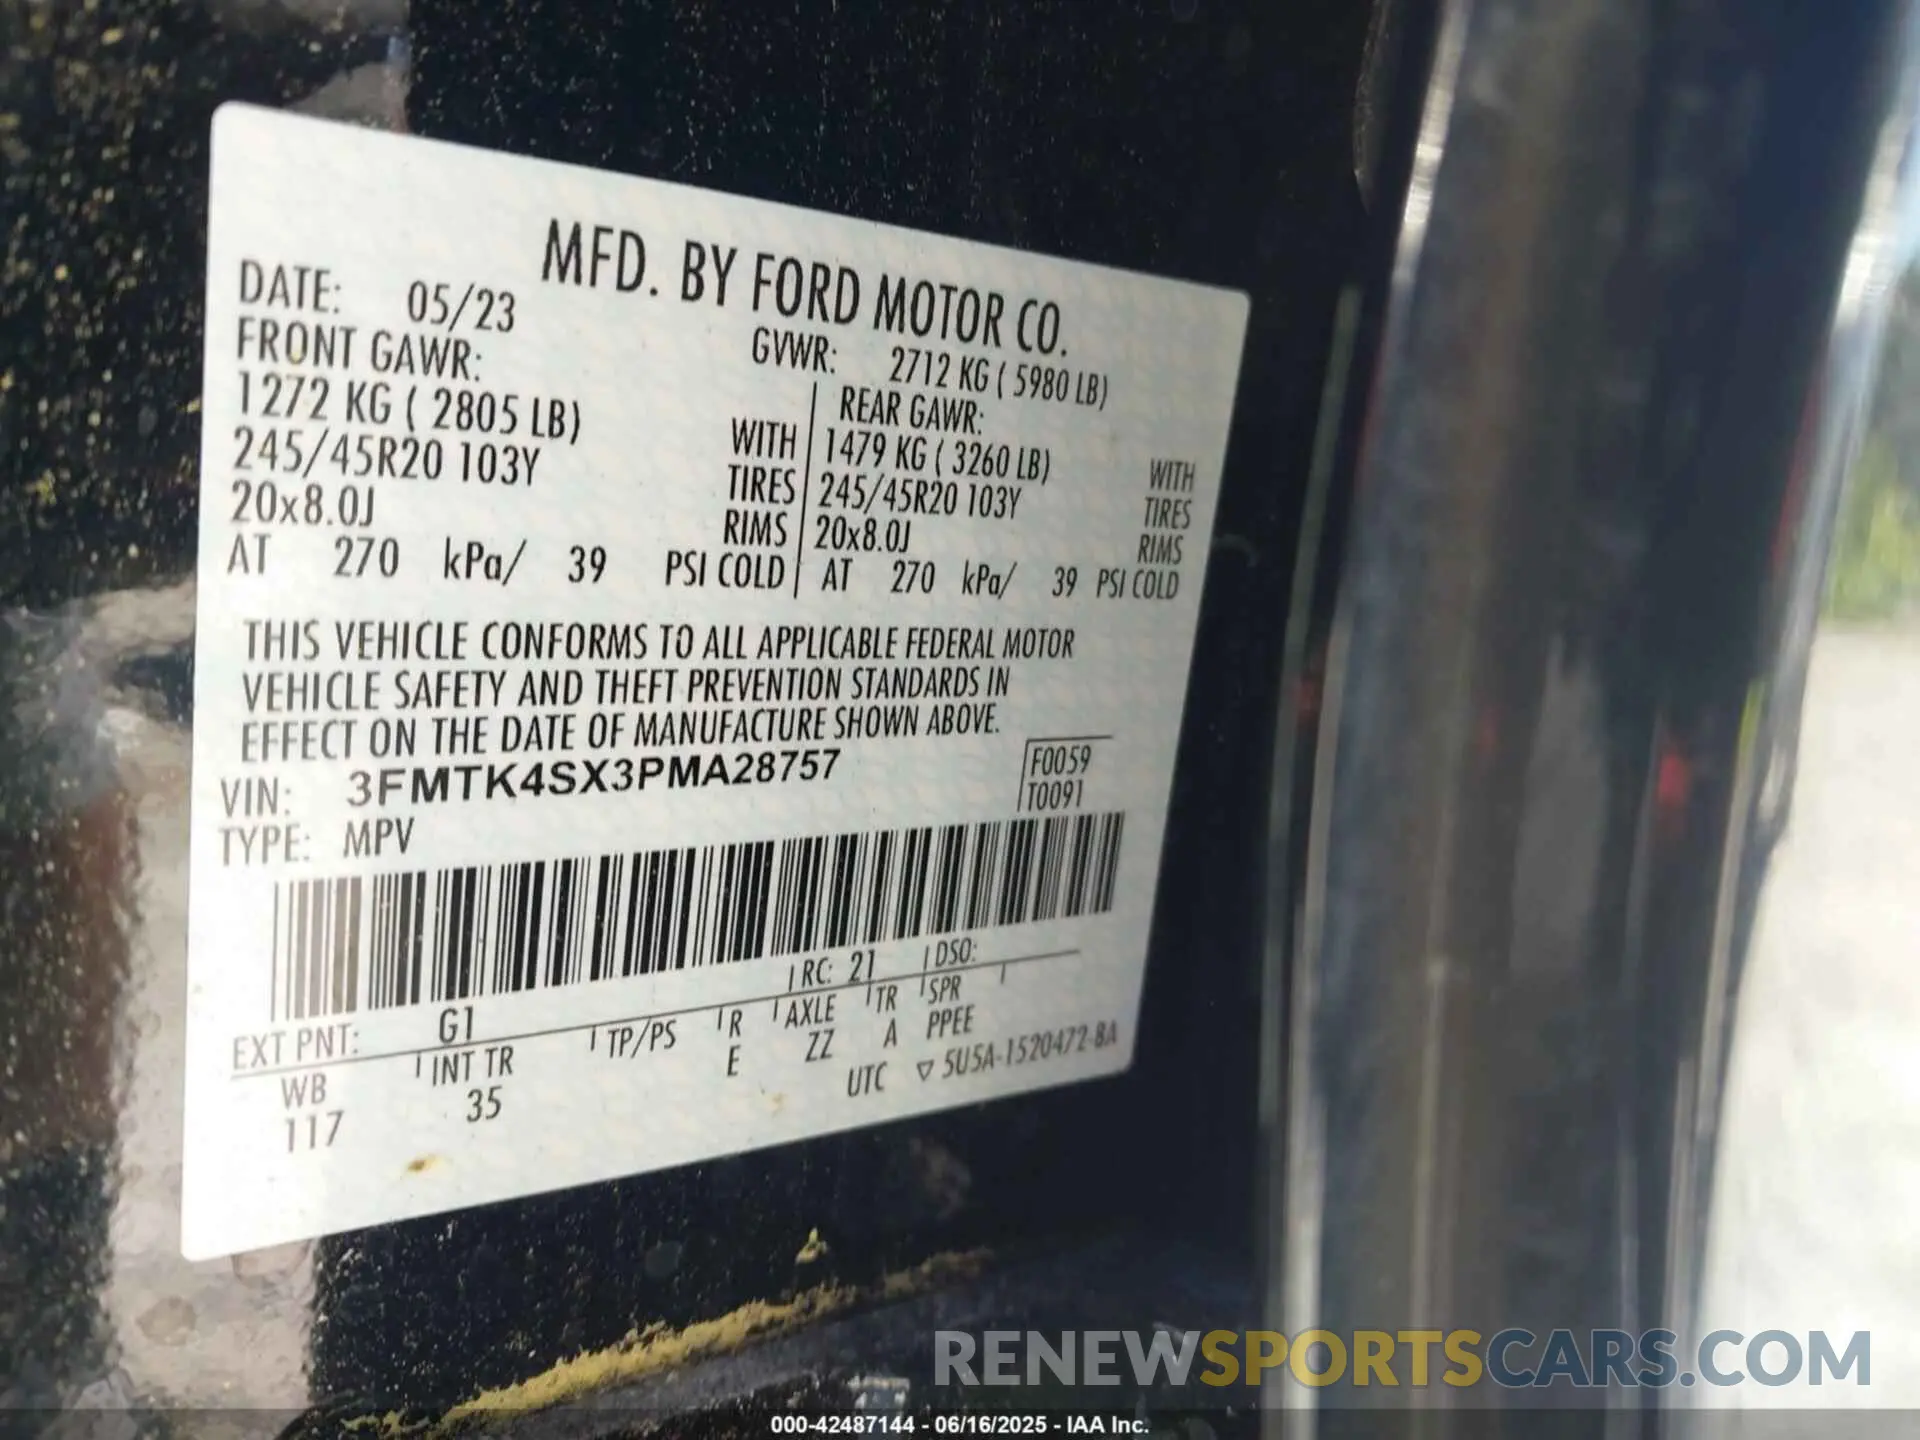 MFD. BY FORD MOTOR CO.
DATE: 05/23 GVWR: 2712 KG ( 5980 LB)
FRONT GAWR: REAR GAWR:
1272 KG ( 2805 LB) WITH 1479 KG ( 3260 LB) WITH
245/45R20 103Y TIRES 245/45R20 103Y TIRES
20x8.0J RIMS 20x8.0J RIMS
AT 270 kPa/ 39 PSI COLD AT 270 kPa/ 39 PSI COLD
THIS VEHICLE CONFORMS TO ALL APPLICABLE FEDERAL MOTOR
VEHICLE SAFETY AND THEFT PREVENTION STANDARDS IN
EFFECT ON THE DATE OF MANUFACTURE SHOWN ABOVE.
VIN: 3FMTK4SX3PMA28757 F0059
TYPE: MPV T0091
EXT PNT: G1 RC: 21 DSO:
WB INT TR TP/PS R AXLE TR SPR
117 35 E ZZ A PPEE
UTC ▽ 5U5A-1520472-BA
RENEWSPORTSCARS.COM
000-42487144 - 06/16/2025 - IAA Inc.